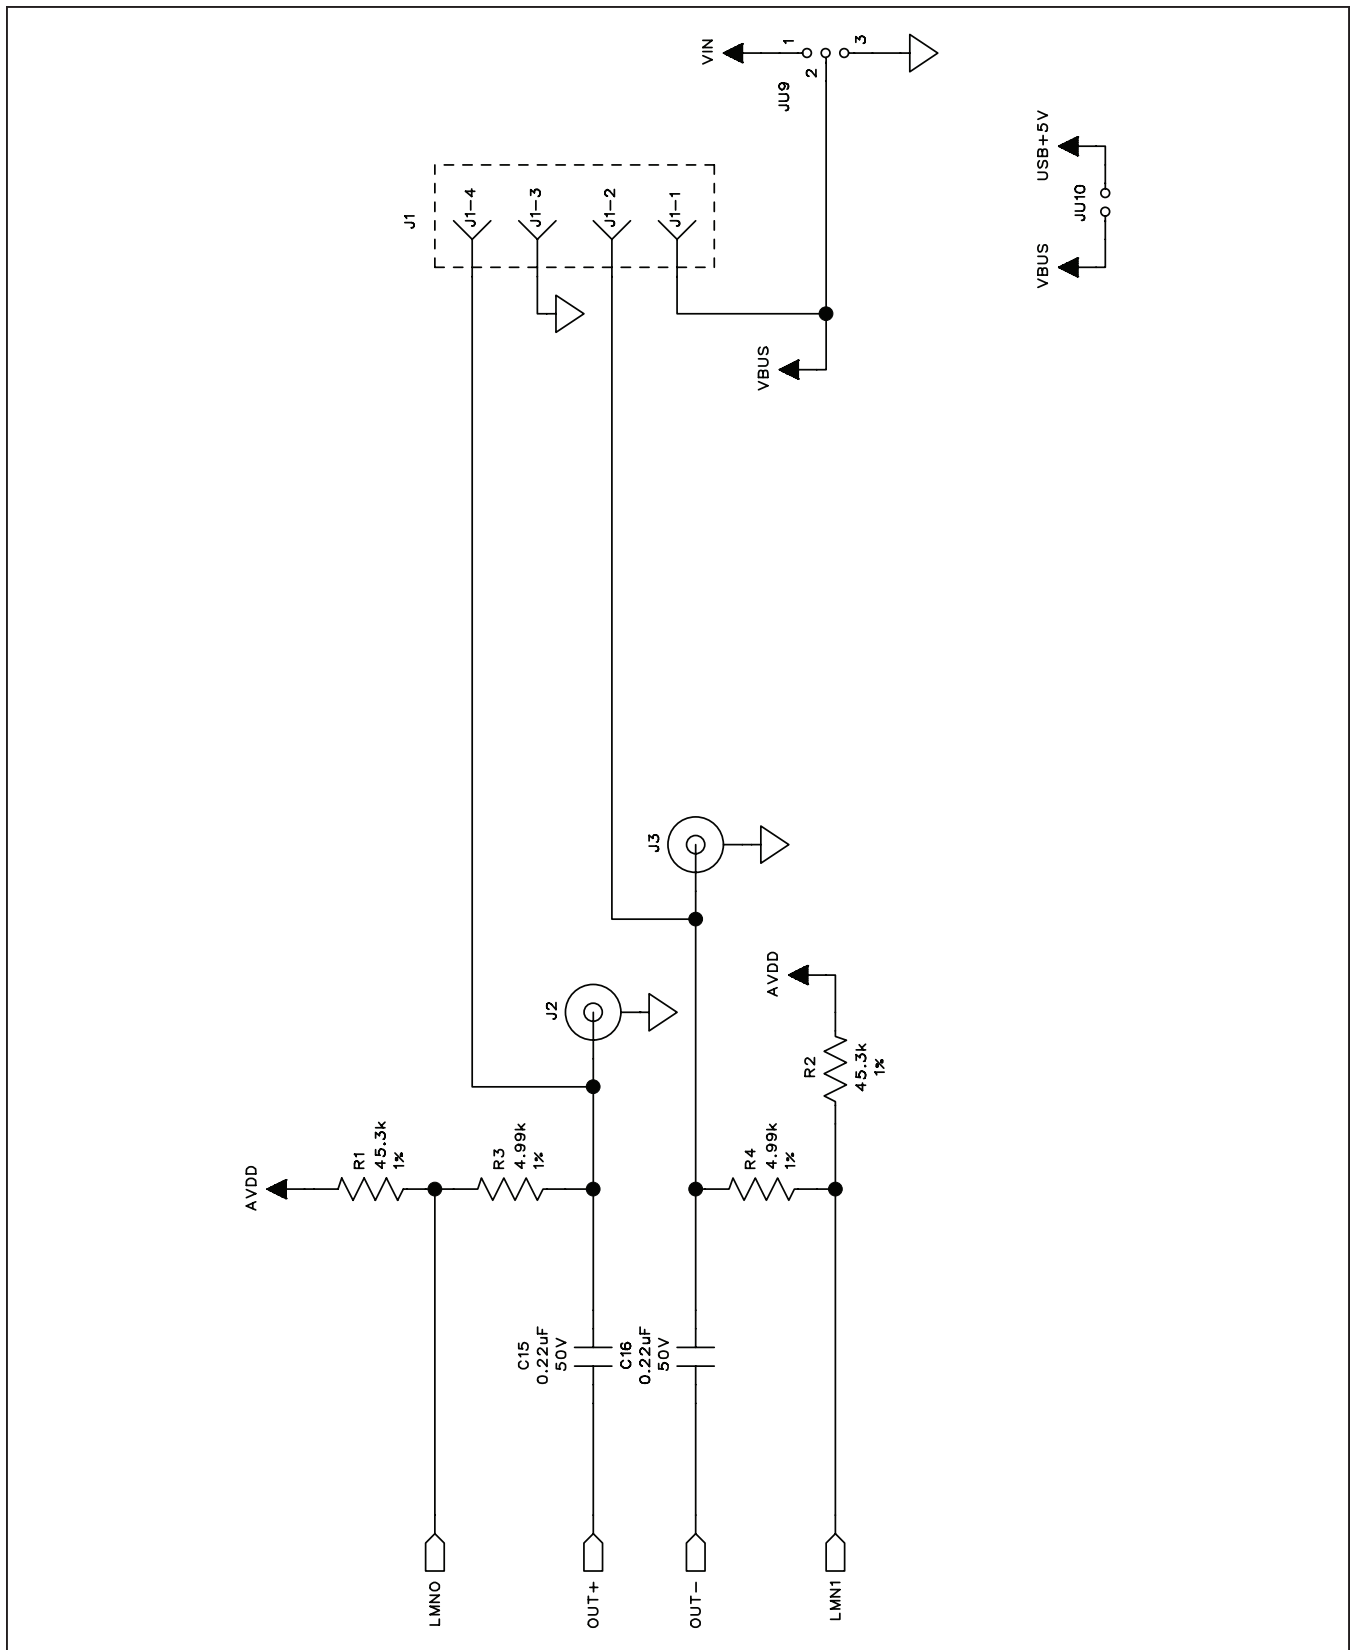 LMN0
OUT+
OUT-
LMN1
AVDD
R1
45.3k
1%
R3
4.99k
1%
C15
0.22uF
50V
C16
0.22uF
50V
R4
4.99k
1%
R2
45.3k
1%
AVDD
J2
J3
J1
J1-4
J1-3
J1-2
J1-1
VBUS
VIN
1
2
3
JU9
USB+5V
JU10
VBUS